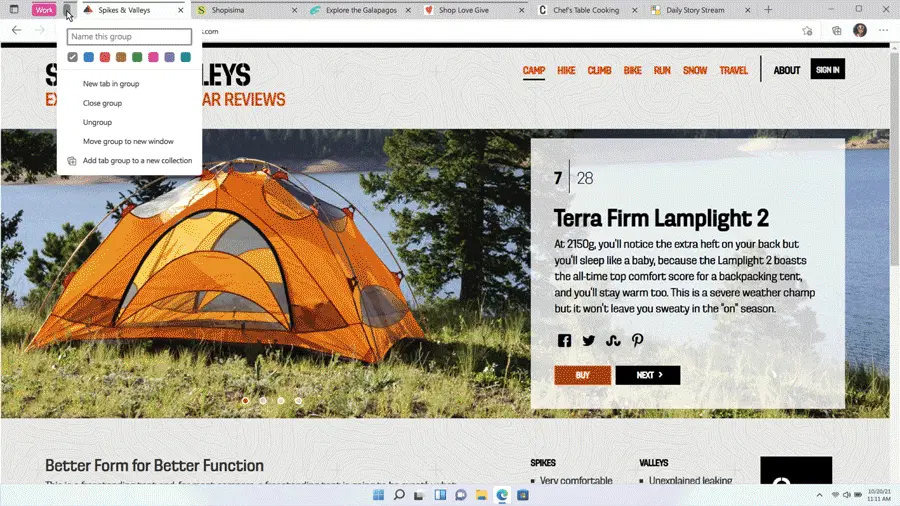 Work
Spikes & Valleys
Shopisima
Explore the Galapagos
Shop Love Give
Chef's Table Cooking
Daily Story Stream
.com
Name this group
New tab in group
Close group
Ungroup
Move group to new window
Add tab group to a new collection
S
LEYS
EX
AR REVIEWS
CAMP HIKE CLIMB BIKE RUN SNOW TRAVEL ABOUT SIGN IN
7 28
Terra Firm Lamplight 2
At 2150g, you'll notice the extra heft on your back but
you'll sleep like a baby, because the Lamplight 2 boasts
the all-time top comfort score for a backpacking tent,
and you'll stay warm too. This is a severe weather champ
but it won't leave you sweaty in the "on" season.
BUY NEXT >
Better Form for Better Function
SPIKES
Very comfortable
VALLEYS
Unexplained leaking
10/20/21
11:11 AM